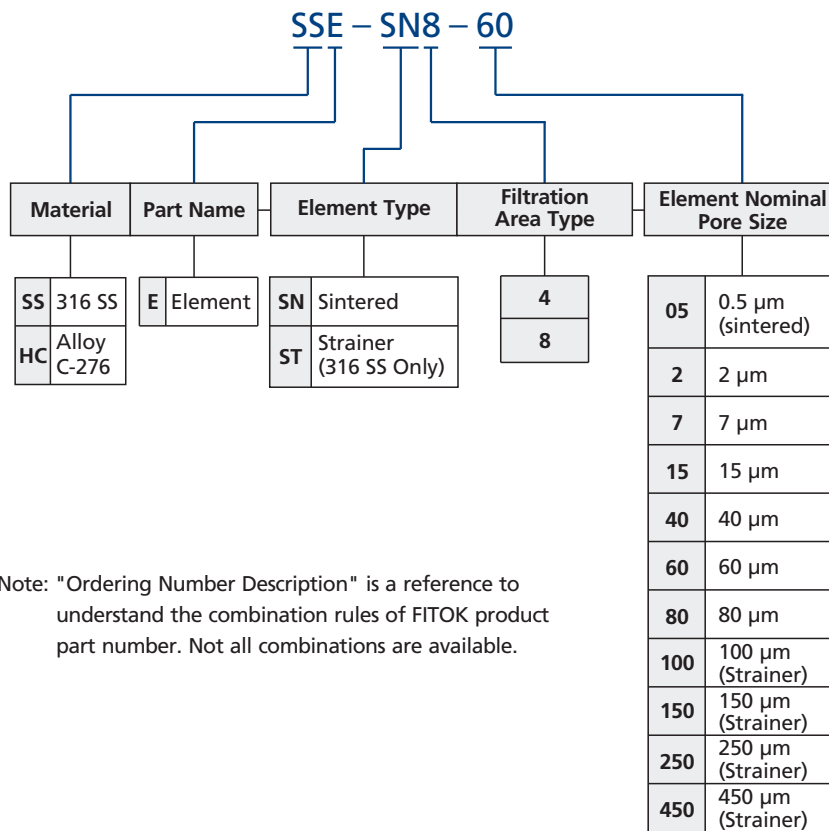 SSE – SN8 – 60
Material
Part Name
Element Type
Filtration
Area Type
Element Nominal
Pore Size
SS 316 SS
HC Alloy
C-276
E Element
SN Sintered
ST Strainer
(316 SS Only)
4
8
05 0.5 µm
(sintered)
2 2 µm
7 7 µm
15 15 µm
40 40 µm
60 60 µm
80 80 µm
100 100 µm
(Strainer)
150 150 µm
(Strainer)
250 250 µm
(Strainer)
450 450 µm
(Strainer)
Note: "Ordering Number Description" is a reference to
understand the combination rules of FITOK product
part number. Not all combinations are available.